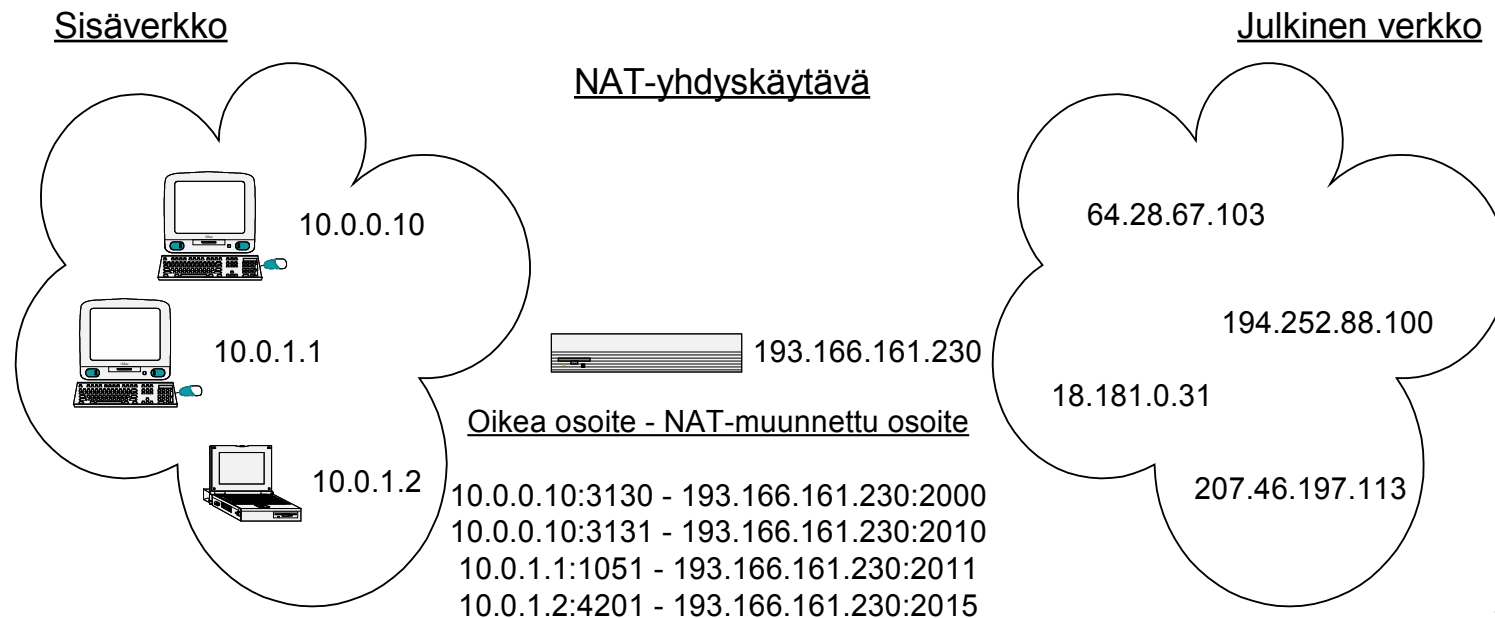 Sisäverkko
Julkinen verkko
NAT-yhdyskäytävä
10.0.0.10
10.0.1.1
10.0.1.2
193.166.161.230
Oikea osoite - NAT-muunnettu osoite
10.0.0.10:3130 - 193.166.161.230:2000
10.0.0.10:3131 - 193.166.161.230:2010
10.0.1.1:1051 - 193.166.161.230:2011
10.0.1.2:4201 - 193.166.161.230:2015
64.28.67.103
194.252.88.100
18.181.0.31
207.46.197.113